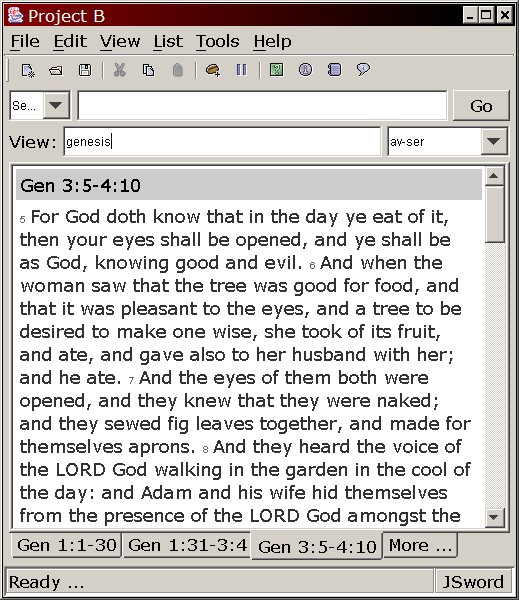 Project B
File Edit View List Tools Help
Se... Go
View: genesis av-ser
Gen 3:5-4:10
5 For God doth know that in the day ye eat of it,
then your eyes shall be opened, and ye shall be
as God, knowing good and evil. 6 And when the
woman saw that the tree was good for food, and
that it was pleasant to the eyes, and a tree to be
desired to make one wise, she took of its fruit,
and ate, and gave also to her husband with her;
and he ate. 7 And the eyes of them both were
opened, and they knew that they were naked;
and they sewed fig leaves together, and made for
themselves aprons. 8 And they heard the voice of
the LORD God walking in the garden in the cool of
the day: and Adam and his wife hid themselves
from the presence of the LORD God amongst the
Gen 1:1-30 Gen 1:31-3:4 Gen 3:5-4:10 More ...
Ready ... JSword